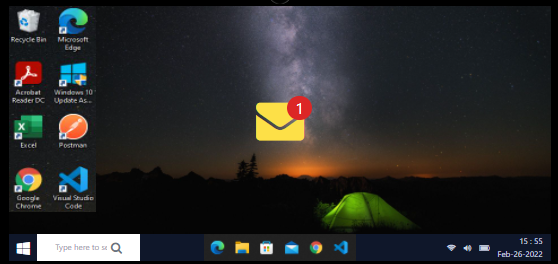 Recycle Bin
Microsoft
Edge
Acrobat
Reader DC
Windows 10
Update As...
Excel
Postman
Google
Chrome
Visual Studio
Code
1
Type here to se
15 : 55
Feb-26-2022